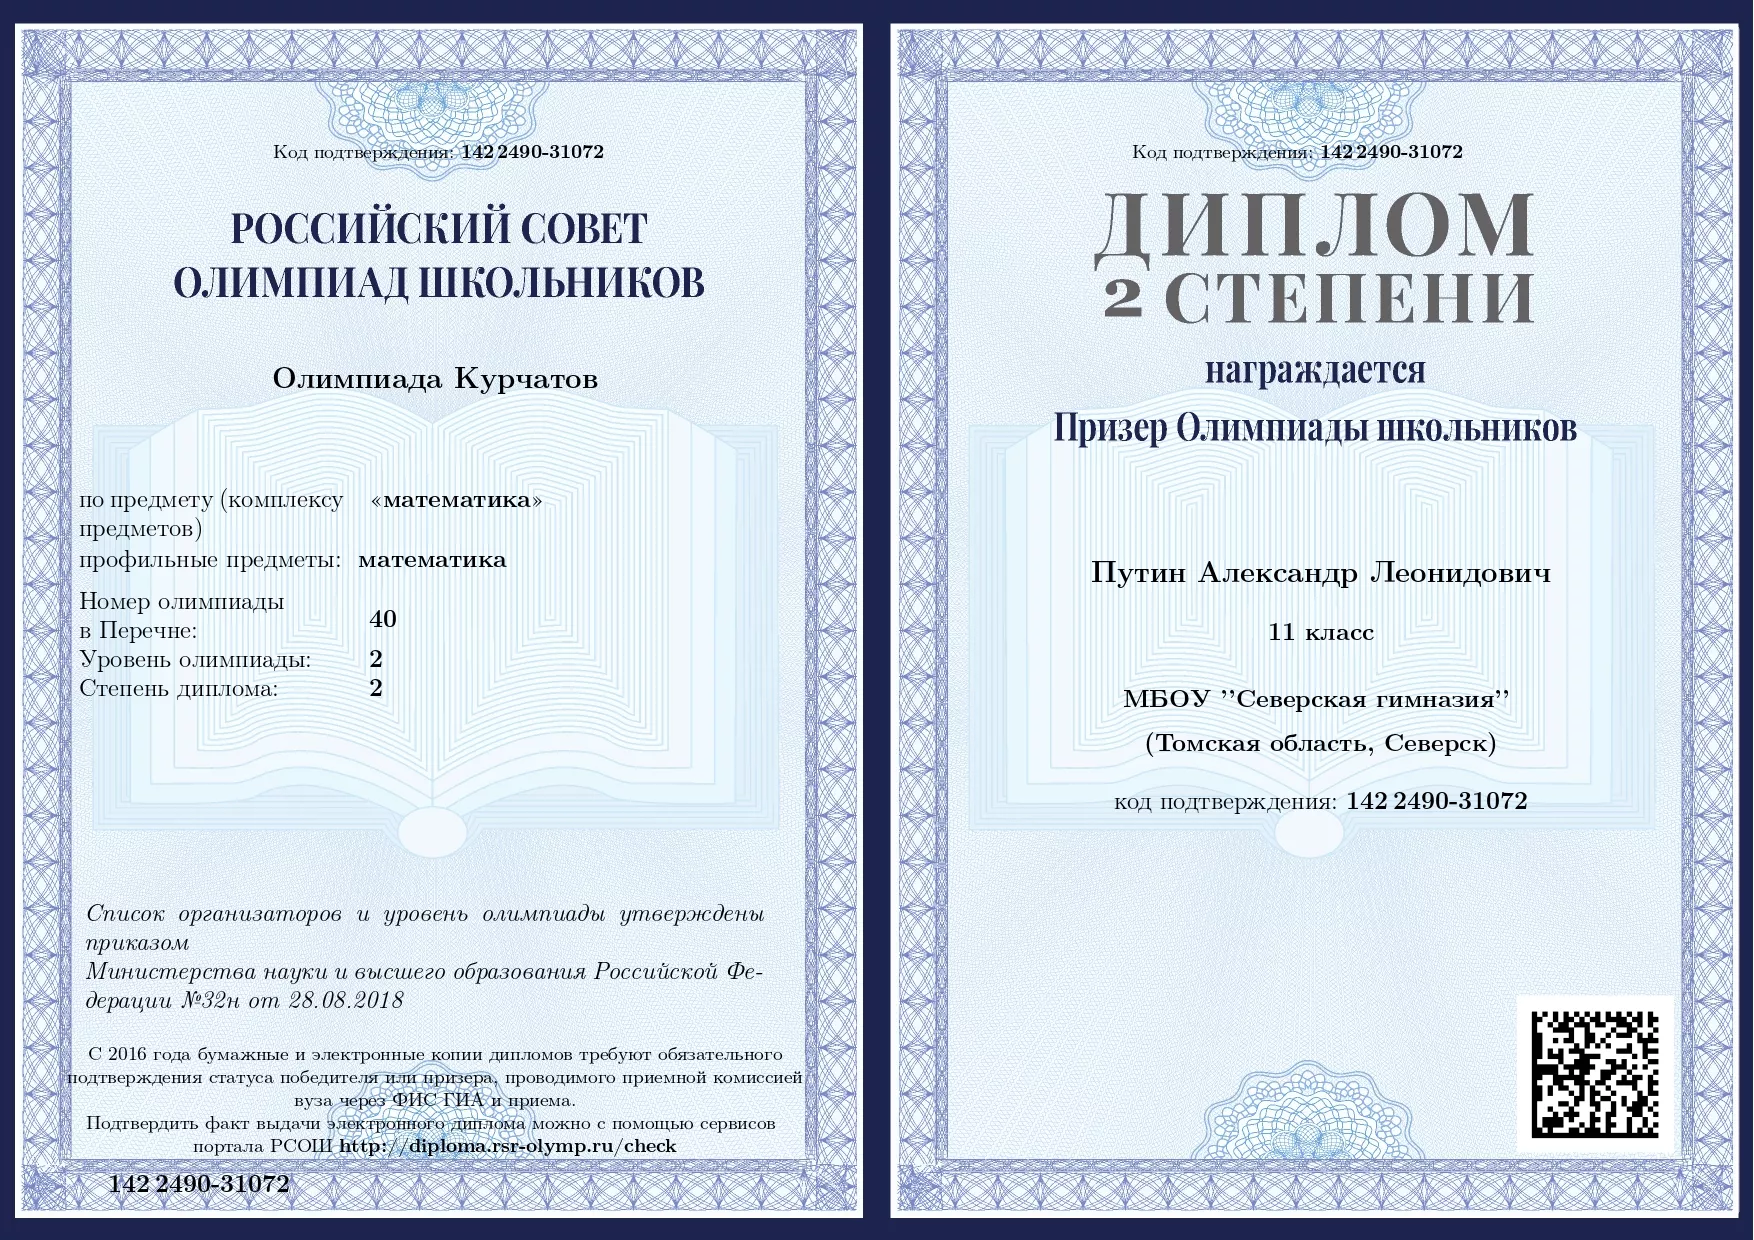 Код подтверждения: 142 2490-31072
РОССИЙСКИЙ СОВЕТ
ОЛИМПИАД ШКОЛЬНИКОВ
Олимпиада Курчатов
по предмету (комплексу «математика»
предметов)
профильные предметы: математика
Номер олимпиады
в Перечне: 40
Уровень олимпиады: 2
Степень диплома: 2
Список организаторов и уровень олимпиады утверждены
приказом
Министерства науки и высшего образования Российской Фе-
дерации №32н от 28.08.2018
С 2016 года бумажные и электронные копии дипломов требуют обязательного
подтверждения статуса победителя или призера, проводимого приемной комиссией
вуза через ФИС ГИА и приема.
Подтвердить факт выдачи электронного диплома можно с помощью сервисов
портала РСОШ http://diploma.rsr-olymp.ru/check
142 2490-31072
Код подтверждения: 142 2490-31072
ДИПЛОМ
2 СТЕПЕНИ
награждается
Призер Олимпиады школьников
Путин Александр Леонидович
11 класс
МБОУ ”Северская гимназия”
(Томская область, Северск)
код подтверждения: 142 2490-31072